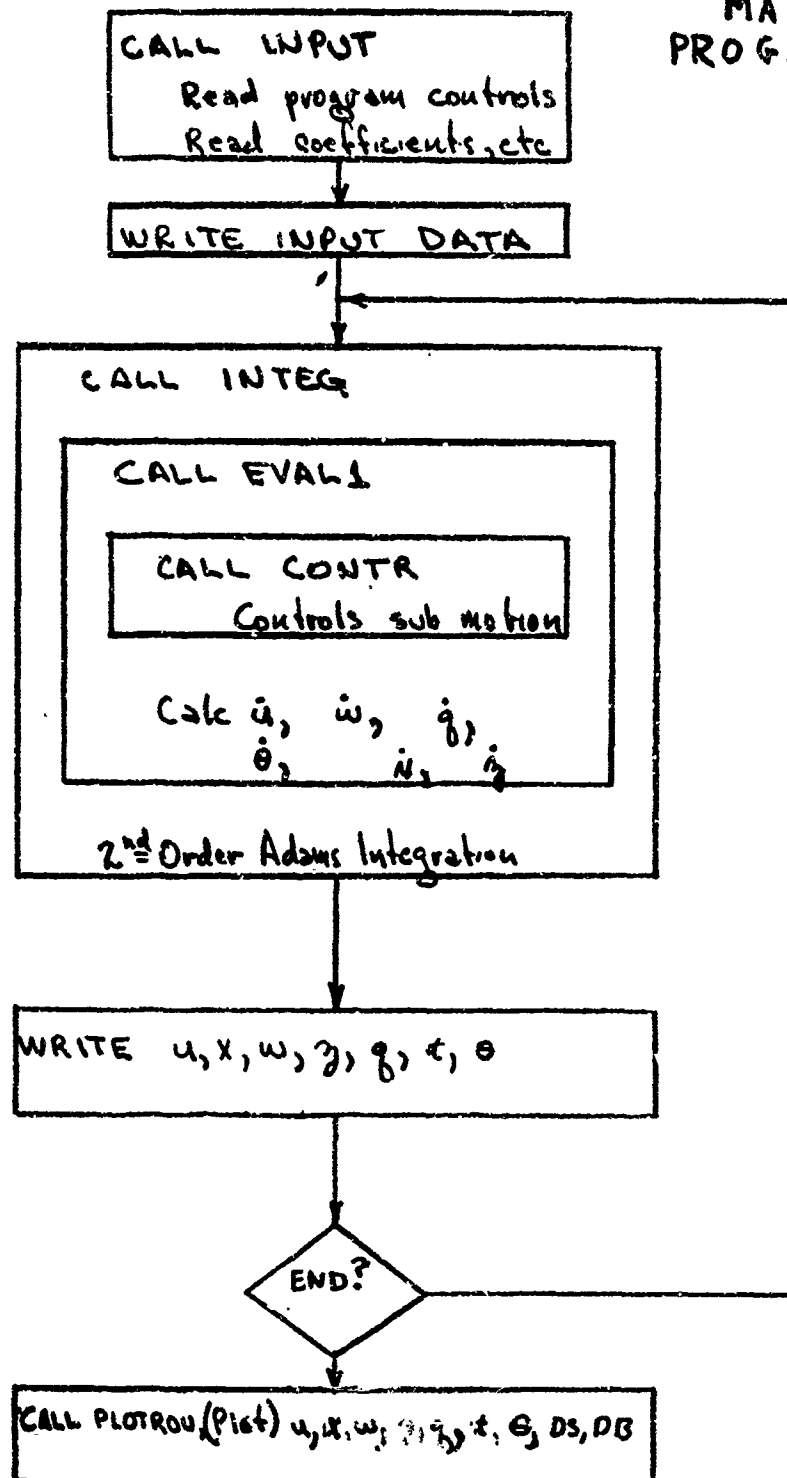 MA
PROG
CALL INPUT
Read program controls
Read coefficients, etc
WRITE INPUT DATA
CALL INTEG
CALL EVAL1
CALL CONTR
Controls sub motion
Calc u̇, ẇ, q̇,
θ̇,
2nd Order Adams Integration
WRITE u, x, w, z, q, t, θ
END?
CALL PLOTROU (Plot) u, x, w, z, q, t, θ, DS, DB